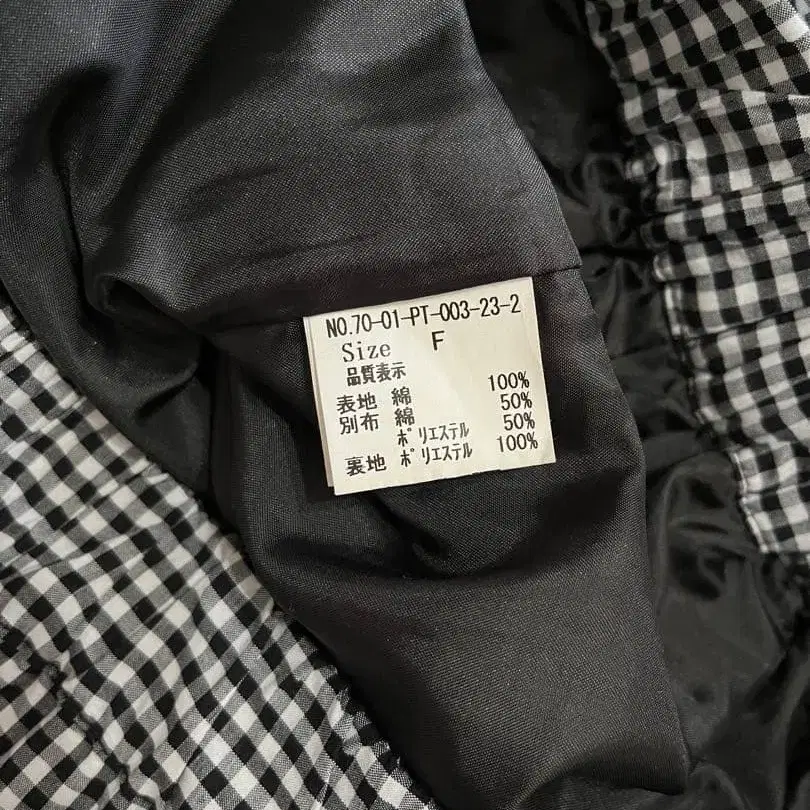 NO.70-01-PT-003-23-2
Size F
品質表示
表地 綿 100%
別布 綿 50%
ポリエステル 50%
裏地 ポリエステル 100%